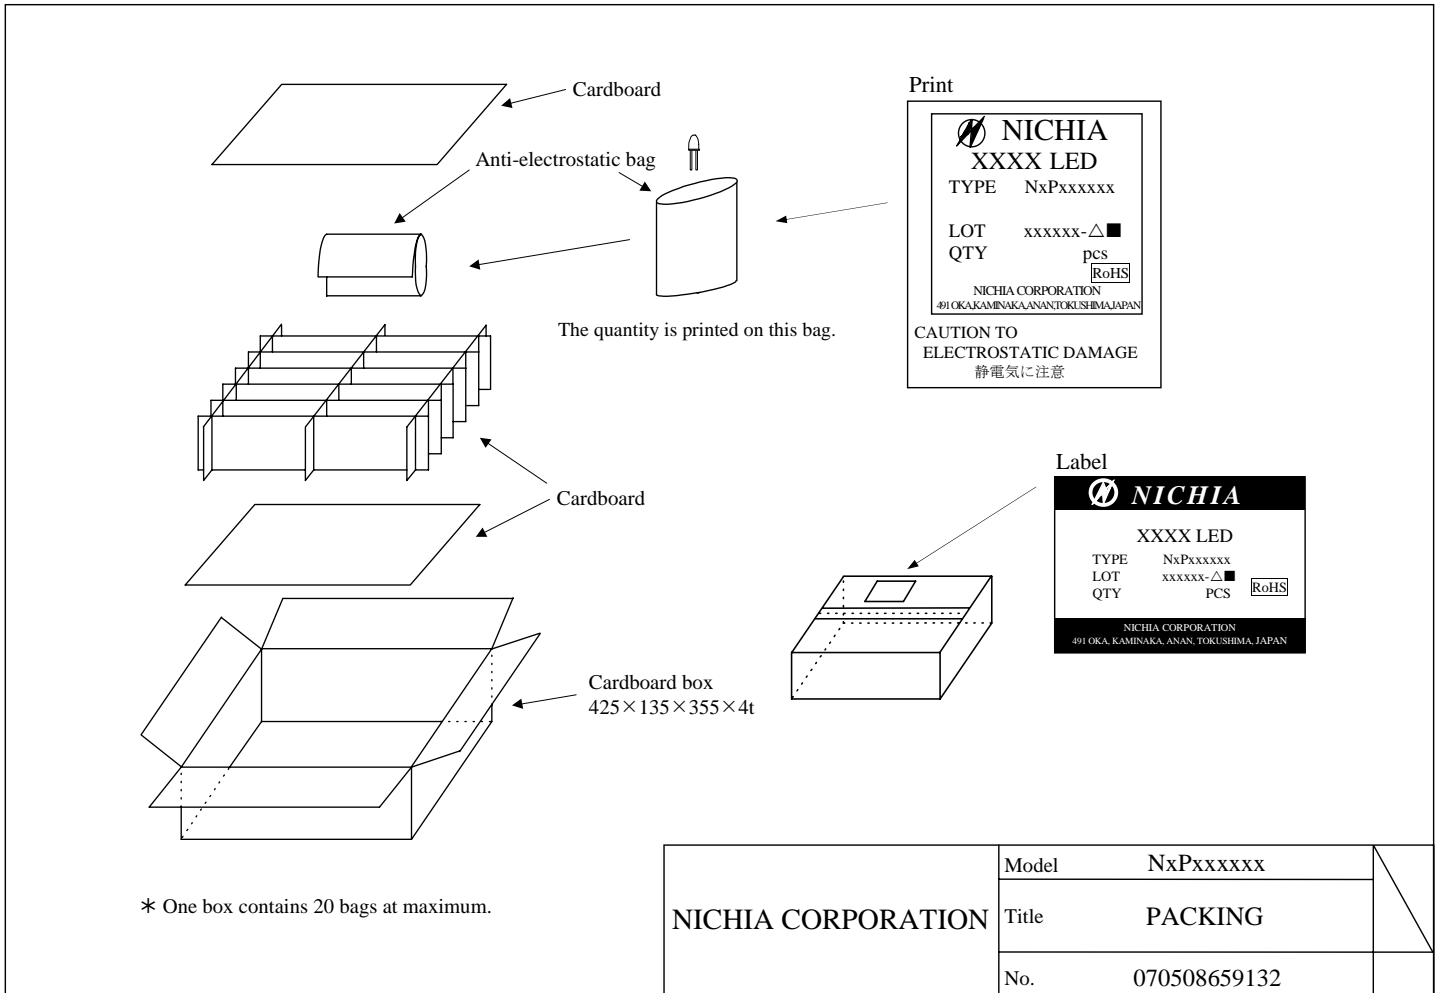 Cardboard
Anti-electrostatic bag
The quantity is printed on this bag.
Print
NICHIA
XXXX LED
TYPE NxPxxxxxx
LOT xxxxxx-△■
QTY pcs
RoHS
NICHIA CORPORATION
491 OKA,KAMINAKA,ANAN,TOKUSHIMA,JAPAN
CAUTION TO
ELECTROSTATIC DAMAGE
静電気に注意
Cardboard
Label
NICHIA
XXXX LED
TYPE NxPxxxxxx
LOT xxxxxx-△■
QTY PCS
RoHS
NICHIA CORPORATION
491 OKA, KAMINAKA, ANAN, TOKUSHIMA, JAPAN
Cardboard box
425×135×355×4t
* One box contains 20 bags at maximum.
NICHIA CORPORATION
Model NxPxxxxxx
Title PACKING
No. 070508659132